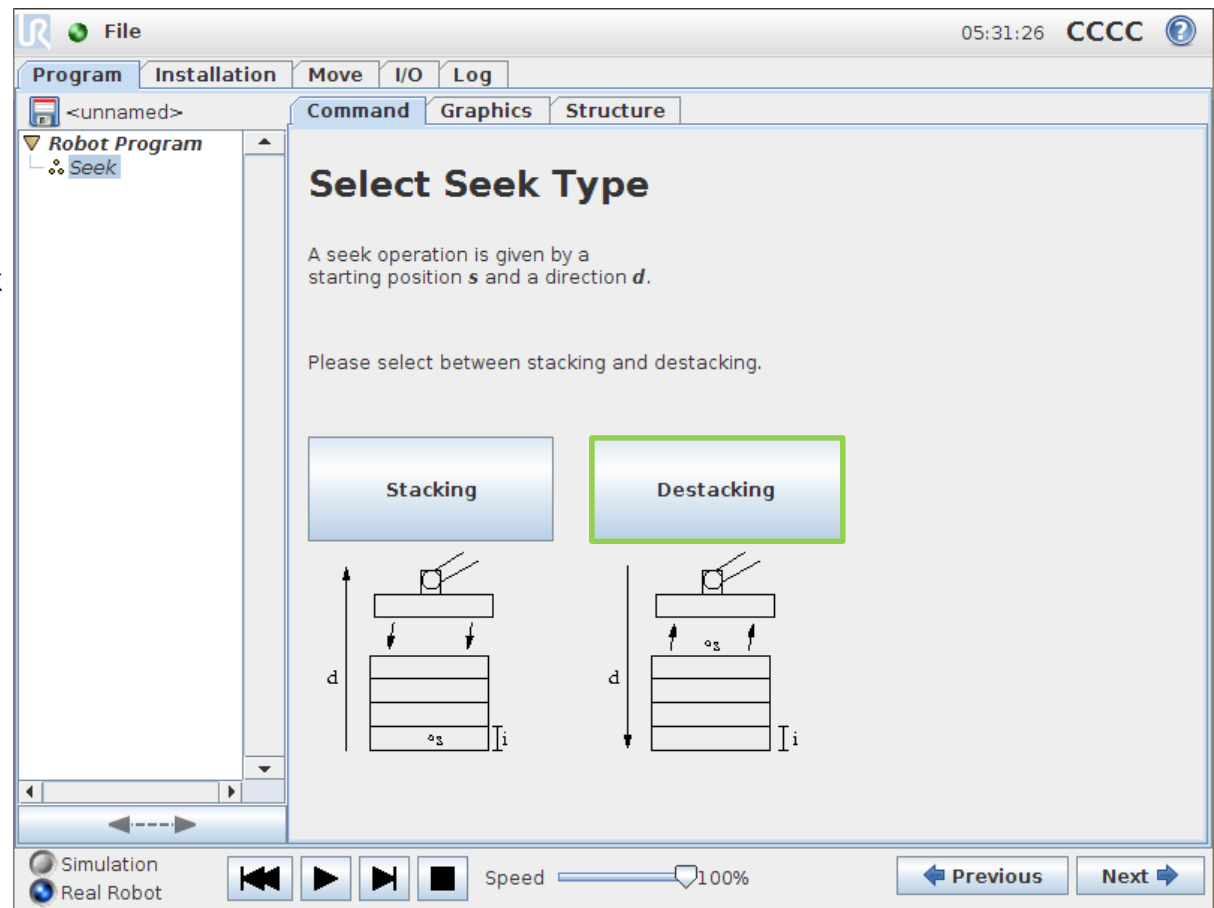 UR File 05:31:26 CCCC ?
Program Installation Move I/O Log
<unnamed> Command Graphics Structure
Robot Program
Seek
Select Seek Type
A seek operation is given by a
starting position s and a direction d.
Please select between stacking and destacking.
Stacking Destacking
d s i d s i
Simulation
Real Robot
Speed 100% Previous Next